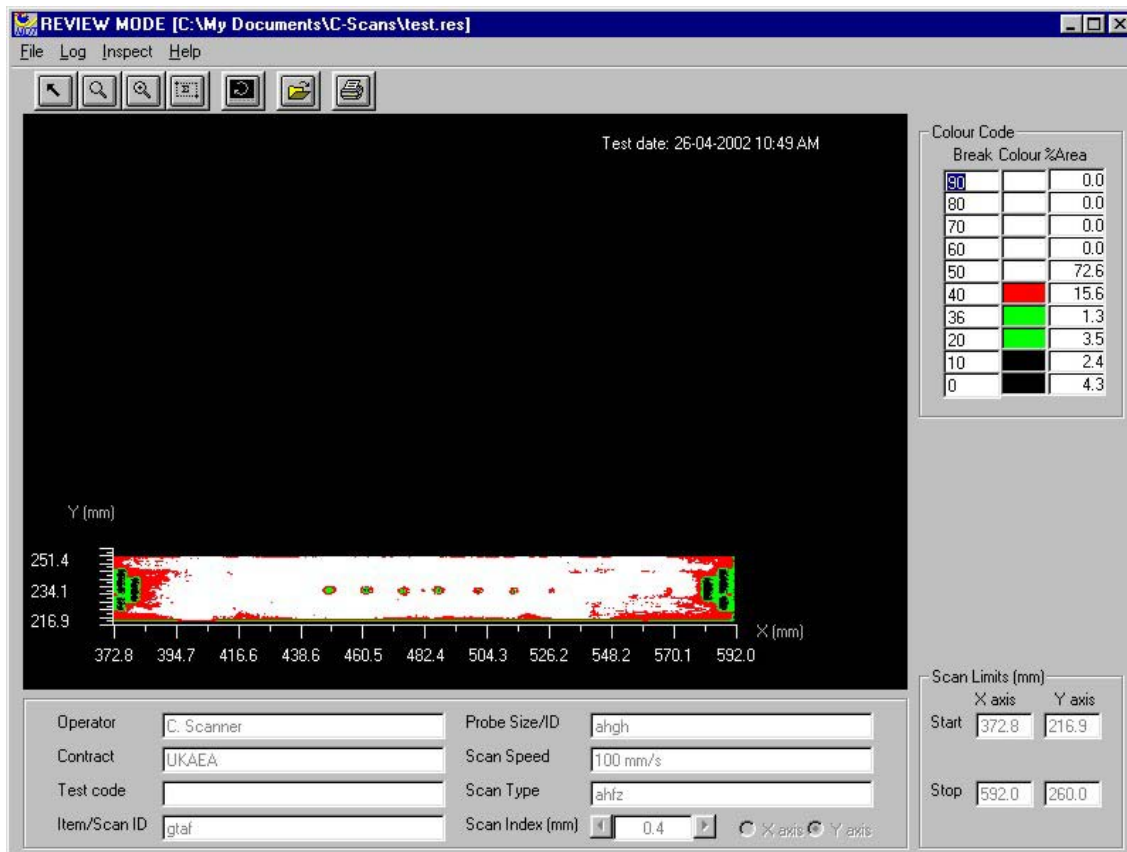 REVIEW MODE [C:\My Documents\C-Scans\test.res]
File Log Inspect Help
Test date: 26-04-2002 10:49 AM
Colour Code
Break Colour %Area
90 0.0
80 0.0
70 0.0
60 0.0
50 72.6
40 15.6
36 1.3
20 3.5
10 2.4
0 4.3
Y (mm)
251.4
234.1
216.9
X (mm)
372.8 394.7 416.6 438.6 460.5 482.4 504.3 526.2 548.2 570.1 592.0
Scan Limits (mm)
X axis Y axis
Start 372.8 216.9
Stop 592.0 260.0
Operator C. Scanner Probe Size/ID ahgh
Contract UKAEA Scan Speed 100 mm/s
Test code Scan Type ahfz
Item/Scan ID gtaf Scan Index (mm) 0.4 X axis Y axis